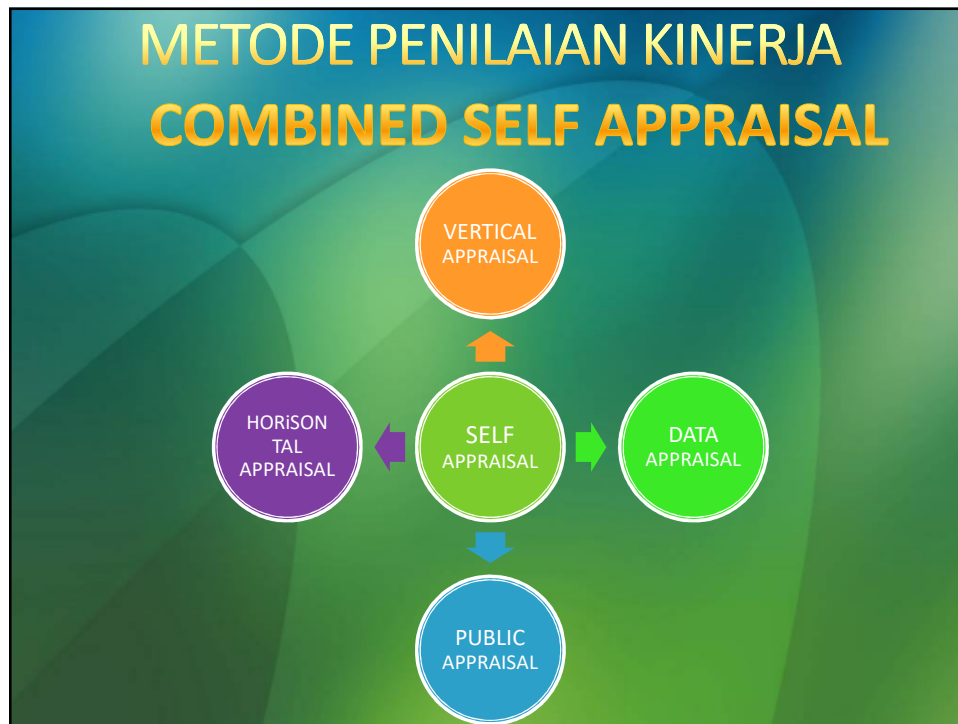 METODE PENILAIAN KINERJA
COMBINED SELF APPRAISAL
VERTICAL
APPRAISAL
HORiSON
TAL
APPRAISAL
SELF
APPRAISAL
DATA
APPRAISAL
PUBLIC
APPRAISAL